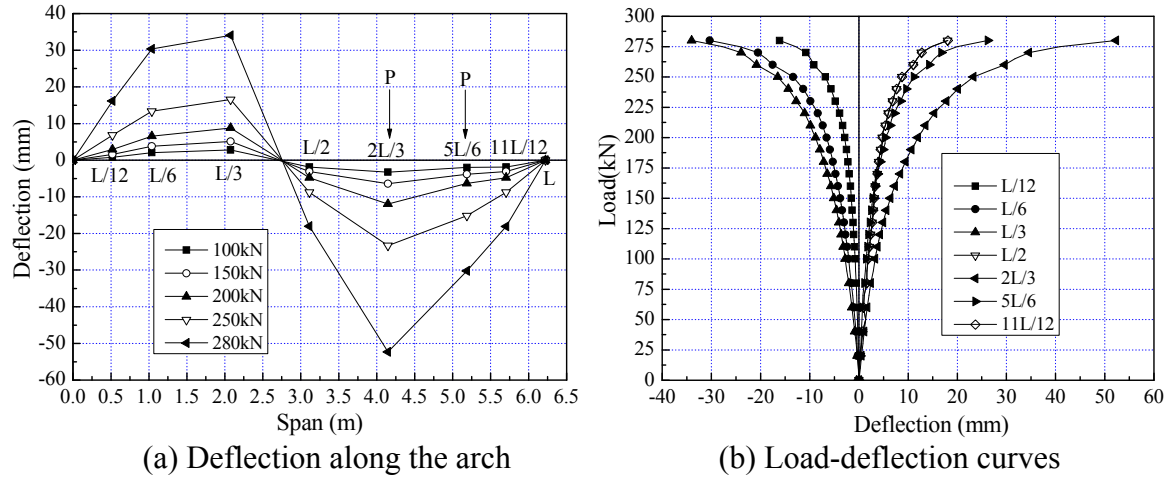 40
30
20
10
0
-10
-20
-30
-40
-50
-60
Deflection (mm)
P P
L/2 2L/3 5L/6 11L/12
L/12 L/6 L/3 L
100kN
150kN
200kN
250kN
280kN
0.0 0.5 1.0 1.5 2.0 2.5 3.0 3.5 4.0 4.5 5.0 5.5 6.0 6.5
Span (m)
(a) Deflection along the arch
300
275
250
225
200
175
150
125
100
75
50
25
0
Load(kN)
L/12
L/6
L/3
L/2
2L/3
5L/6
11L/12
-40 -30 -20 -10 0 10 20 30 40 50 60
Deflection (mm)
(b) Load-deflection curves